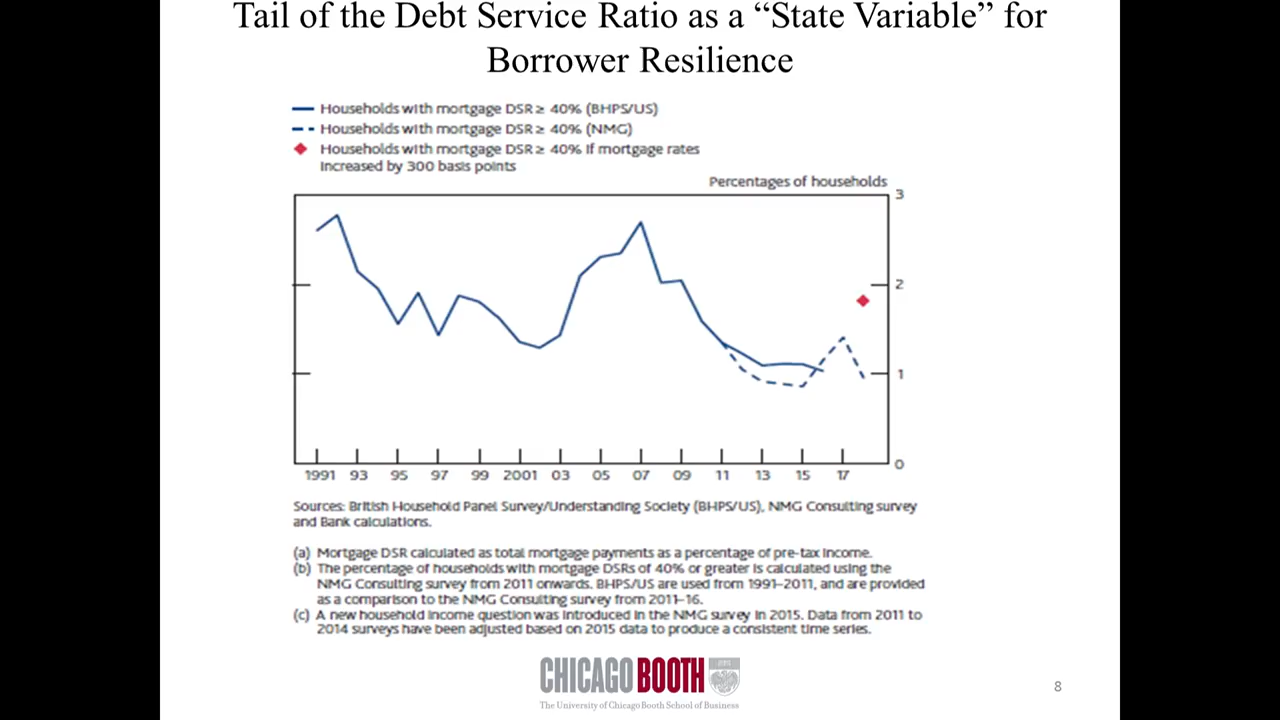 Tail of the Debt Service Ratio as a “State Variable” for
Borrower Resilience
Households with mortgage DSR ≥ 40% (BHPS/US)
Households with mortgage DSR ≥ 40% (NMG)
Households with mortgage DSR ≥ 40% if mortgage rates
increased by 300 basis points
Percentages of households
3
2
1
0
1991 93 95 97 99 2001 03 05 07 09 11 13 15 17
Sources: British Household Panel Survey/Understanding Society (BHPS/US), NMG Consulting survey
and Bank calculations.
(a) Mortgage DSR calculated as total mortgage payments as a percentage of pre-tax income.
(b) The percentage of households with mortgage DSRs of 40% or greater is calculated using the
NMG Consulting survey from 2011 onwards. BHPS/US are used from 1991–2011, and are provided
as a comparison to the NMG Consulting survey from 2011–16.
(c) A new household income question was introduced in the NMG survey in 2015. Data from 2011 to
2014 surveys have been adjusted based on 2015 data to produce a consistent time series.
CHICAGO BOOTH
The University of Chicago Booth School of Business
8